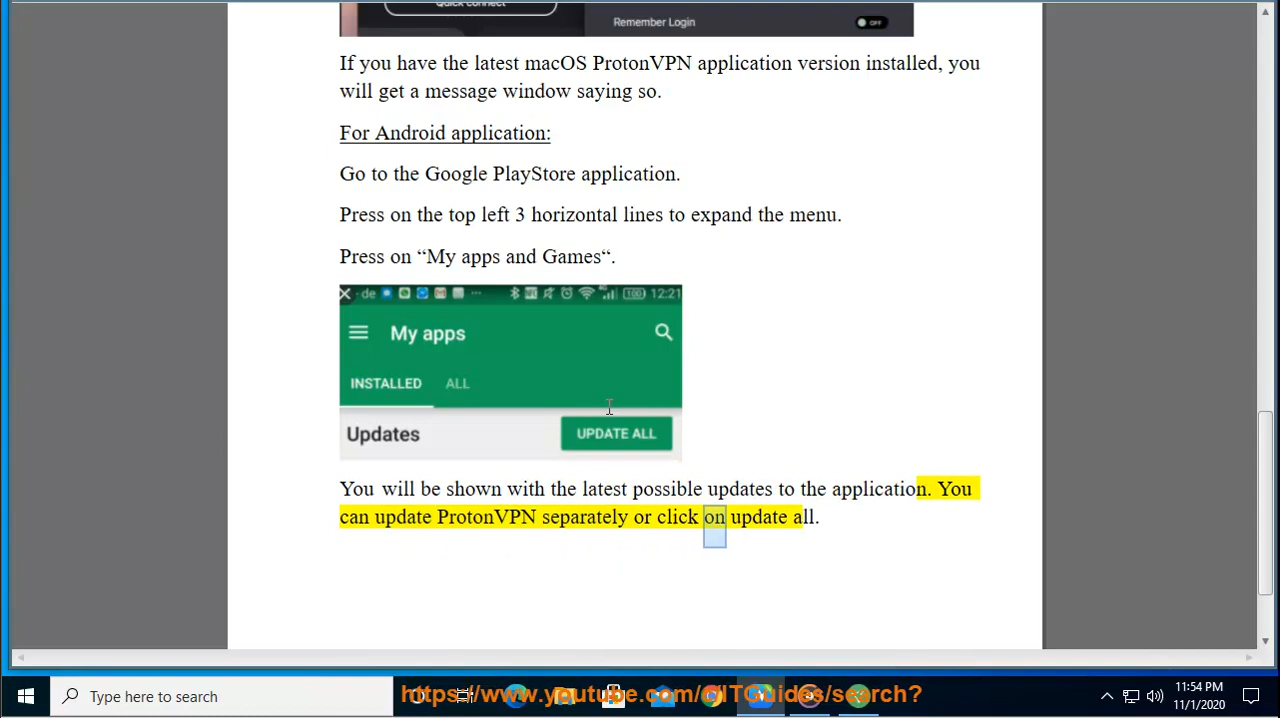 Quick connect
Remember Login
OFF
If you have the latest macOS ProtonVPN application version installed, you
will get a message window saying so.
For Android application:
Go to the Google PlayStore application.
Press on the top left 3 horizontal lines to expand the menu.
Press on “My apps and Games“.
de ... 4G 100 12:21
My apps
INSTALLED ALL
Updates UPDATE ALL
You will be shown with the latest possible updates to the application. You
can update ProtonVPN separately or click on update all.
Type here to search
https://www.youtube.com/@ITGuides/search?
11:54 PM
11/1/2020